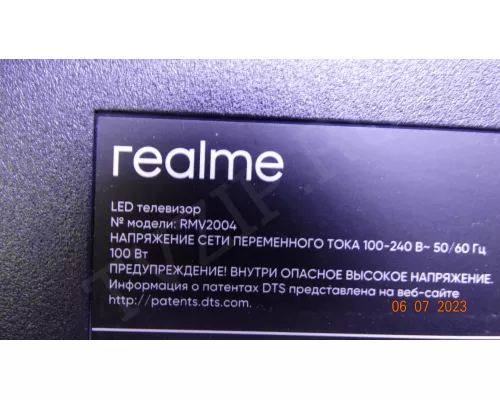 realme
LED телевизор
№ модели: RMV2004
НАПРЯЖЕНИЕ СЕТИ ПЕРЕМЕННОГО ТОКА 100-240 В~ 50/60 Гц
100 Вт
ПРЕДУПРЕЖДЕНИЕ! ВНУТРИ ОПАСНОЕ ВЫСОКОЕ НАПРЯЖЕНИЕ.
Информация о патентах DTS представлена на веб-сайте
http://patents.dts.com.
06 07 2023